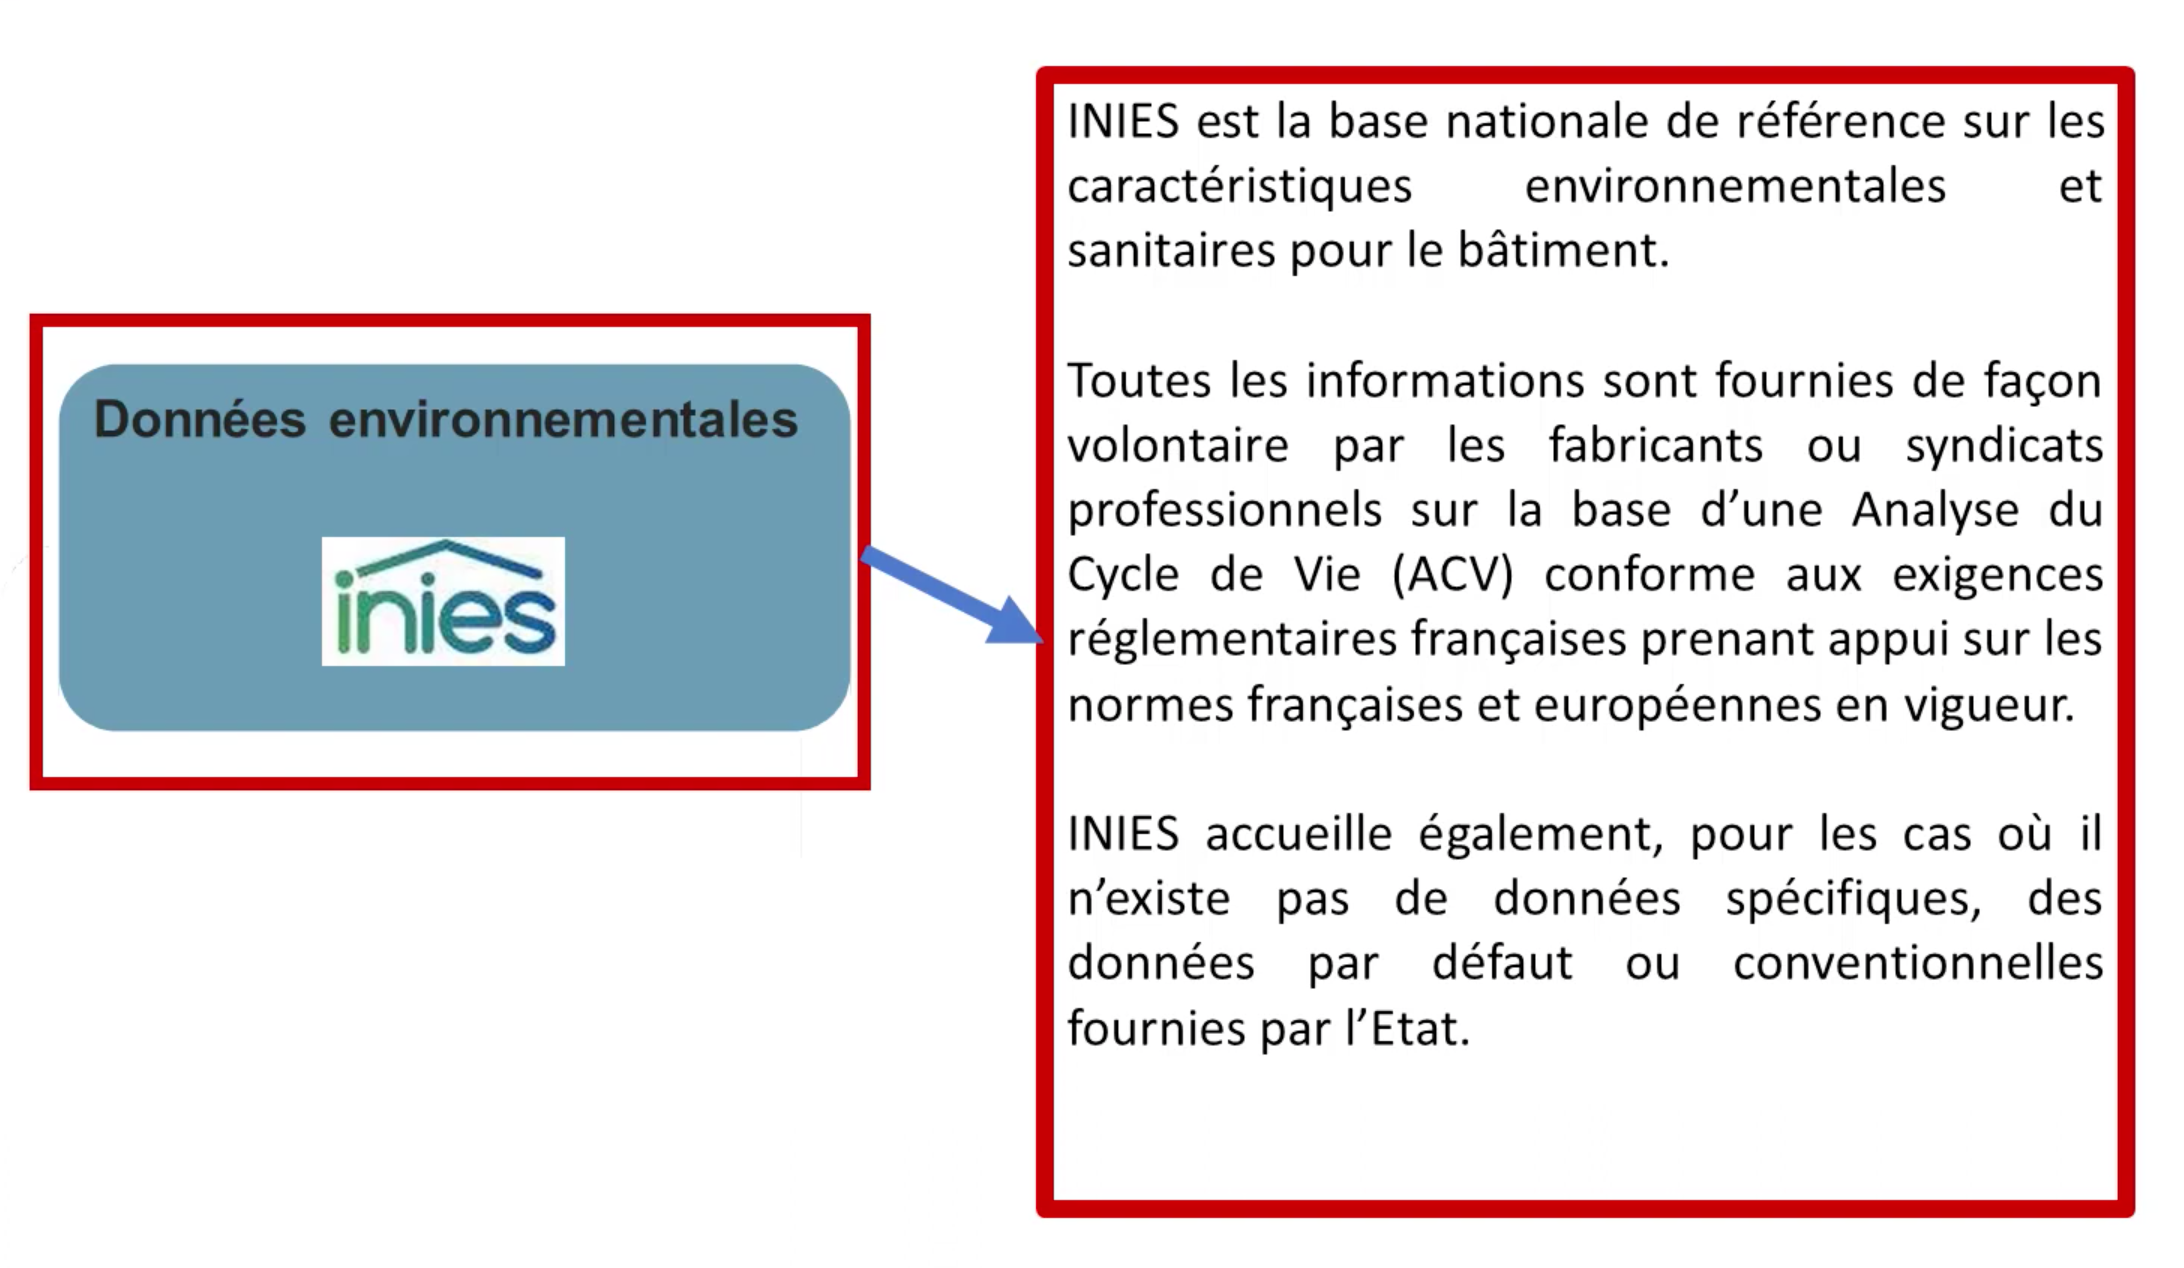 Données environnementales
inies
INIES est la base nationale de référence sur les
caractéristiques environnementales et
sanitaires pour le bâtiment.
Toutes les informations sont fournies de façon
volontaire par les fabricants ou syndicats
professionnels sur la base d’une Analyse du
Cycle de Vie (ACV) conforme aux exigences
réglementaires françaises prenant appui sur les
normes françaises et européennes en vigueur.
INIES accueille également, pour les cas où il
n’existe pas de données spécifiques, des
données par défaut ou conventionnelles
fournies par l’Etat.